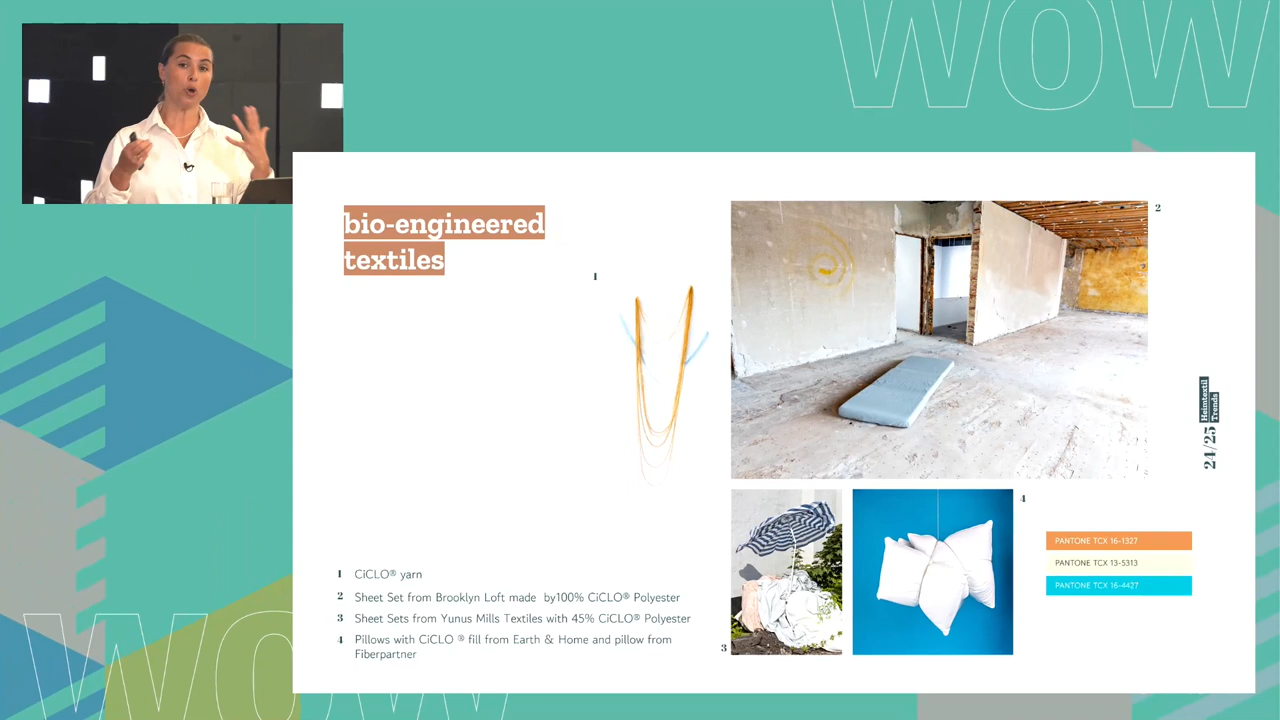 WOW
bio-engineered
textiles
1
2
Heimtextil
Trends
24/25
4
PANTONE TCX 16-1327
PANTONE TCX 13-5313
PANTONE TCX 16-4427
1 CiCLO® yarn
2 Sheet Set from Brooklyn Loft made by100% CiCLO® Polyester
3 Sheet Sets from Yunus Mills Textiles with 45% CiCLO® Polyester
4 Pillows with CiCLO ® fill from Earth & Home and pillow from
Fiberpartner
3
WOW